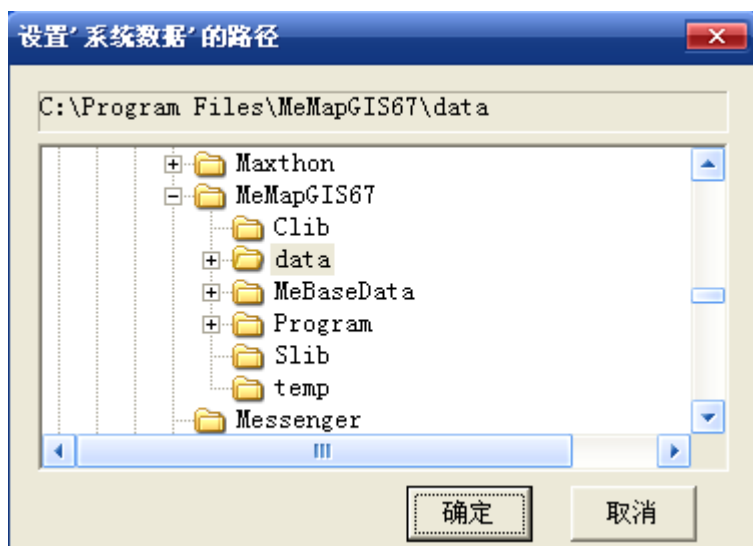 设置'系统数据'的路径
C:\Program Files\MeMapGIS67\data
Maxthon
MeMapGIS67
Clib
data
MeBaseData
Program
Slib
temp
Messenger
确定 取消